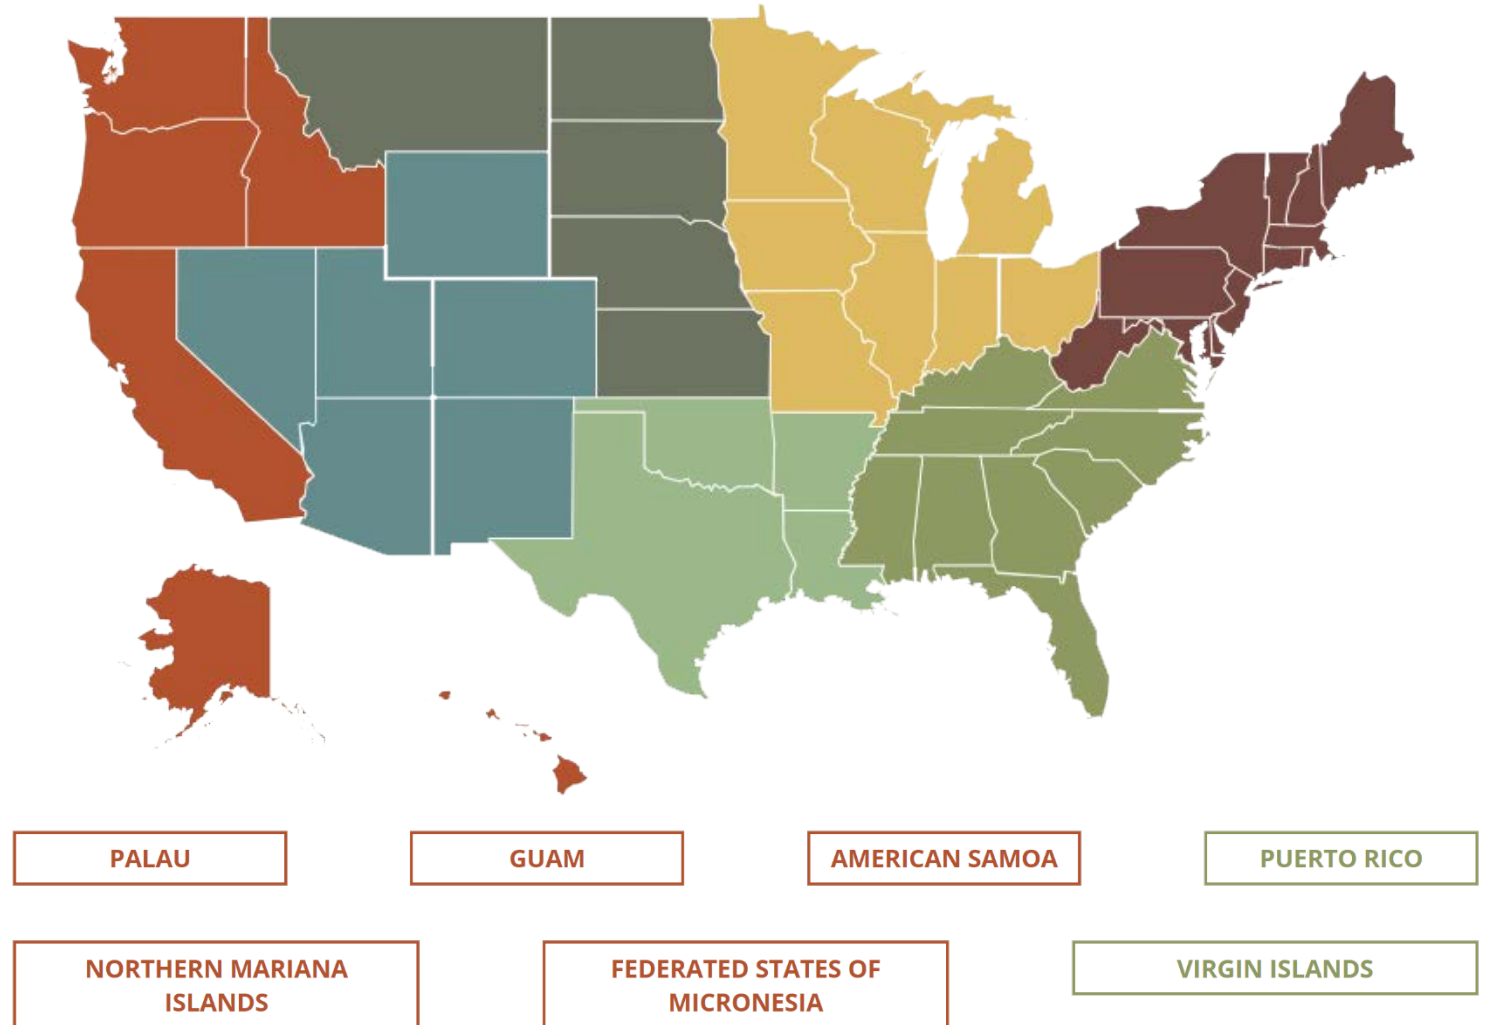 PALAU
GUAM
AMERICAN SAMOA
PUERTO RICO
NORTHERN MARIANA
ISLANDS
FEDERATED STATES OF
MICRONESIA
VIRGIN ISLANDS